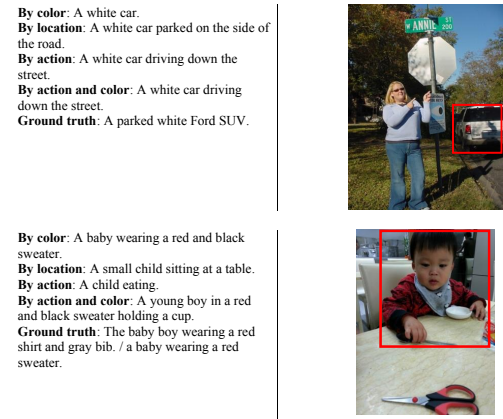 By color: A white car.
By location: A white car parked on the side of
the road.
By action: A white car driving down the
street.
By action and color: A white car driving
down the street.
Ground truth: A parked white Ford SUV.
W ANNIE ST
200
By color: A baby wearing a red and black
sweater.
By location: A small child sitting at a table.
By action: A child eating.
By action and color: A young boy in a red
and black sweater holding a cup.
Ground truth: The baby boy wearing a red
shirt and gray bib. / a baby wearing a red
sweater.